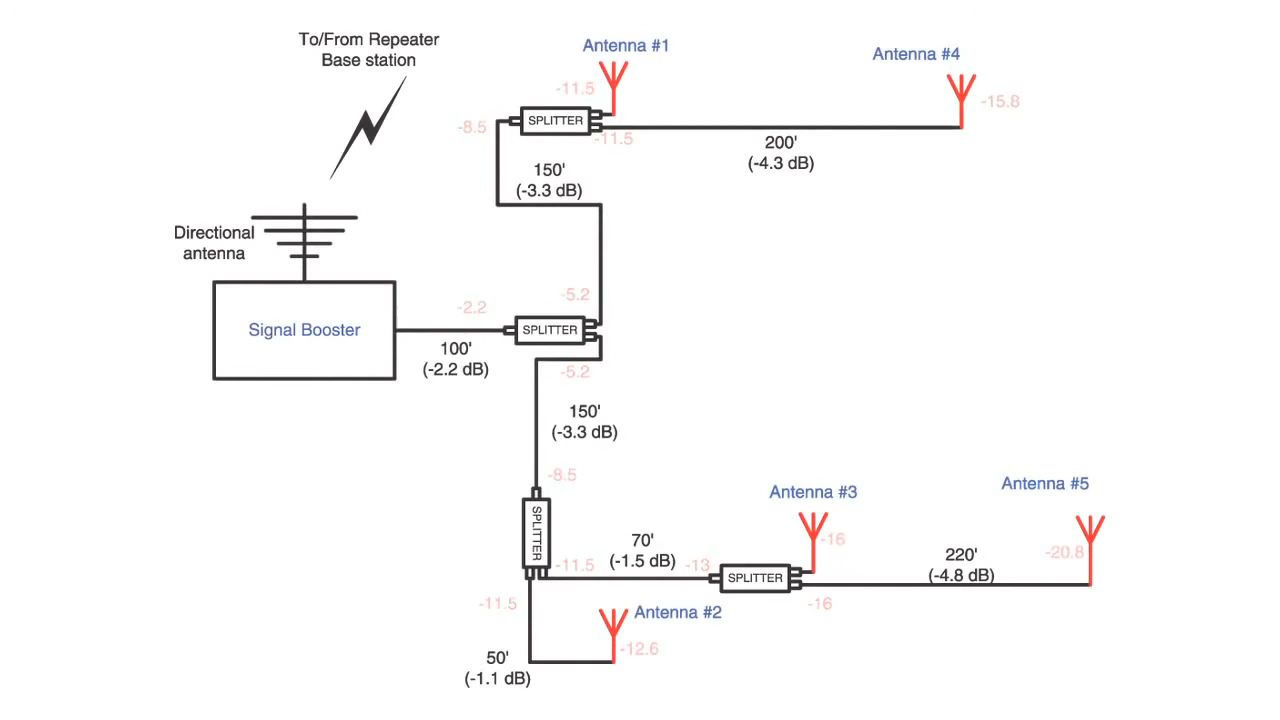 To/From Repeater
Base station
Antenna #1
Antenna #4
-11.5
-15.8
SPLITTER
-8.5
-11.5
200'
(-4.3 dB)
150'
(-3.3 dB)
Directional
antenna
-5.2
-2.2
Signal Booster
SPLITTER
100'
(-2.2 dB)
-5.2
150'
(-3.3 dB)
-8.5
Antenna #3
Antenna #5
SPLITTER
70'
(-1.5 dB)
-16
-20.8
220'
(-4.8 dB)
-11.5
-13
SPLITTER
-11.5
-16
Antenna #2
-12.6
50'
(-1.1 dB)